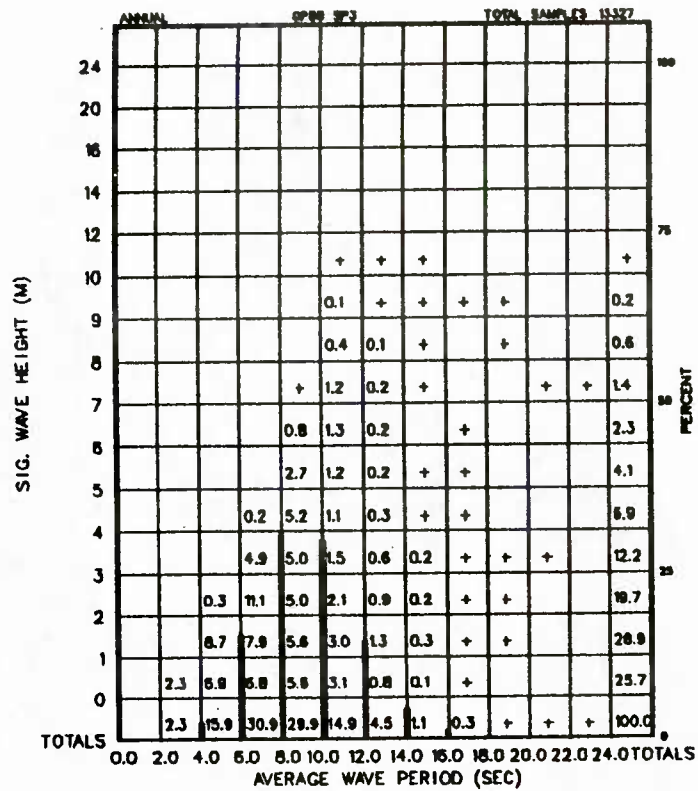 ANNUAL SP3 TOTAL SAMPLES 13327
24 100
20
16
14
12 75
+ + + +
10
0.1 + + + + 0.2
9
0.4 0.1 + + 0.6
8
+ 1.2 0.2 + + + 1.4
7 50
0.8 1.3 0.2 + 2.3
6
2.7 1.2 0.2 + + 4.1
5
0.2 5.2 1.1 0.3 + + 6.9
4
4.9 5.0 1.5 0.6 0.2 + + + 12.2
3 25
0.3 11.1 5.0 2.1 0.9 0.2 + + 19.7
2
8.7 7.9 5.6 3.0 1.3 0.3 + + 26.9
1
2.3 6.9 6.8 5.6 3.1 0.8 0.1 + 25.7
0
2.3 15.9 30.9 29.9 14.9 4.5 1.1 0.3 + + + 100.0
TOTALS 0
0.0 2.0 4.0 6.0 8.0 10.0 12.0 14.0 16.0 18.0 20.0 22.0 24.0 TOTALS
AVERAGE WAVE PERIOD (SEC)
SIG. WAVE HEIGHT (M)
PERCENT